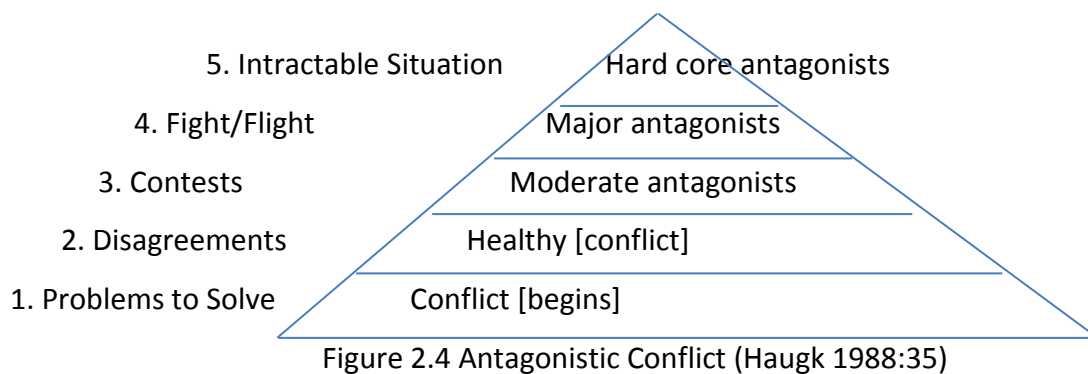 5. Intractable Situation Hard core antagonists
4. Fight/Flight Major antagonists
3. Contests Moderate antagonists
2. Disagreements Healthy [conflict]
1. Problems to Solve Conflict [begins]
Figure 2.4 Antagonistic Conflict (Haugk 1988:35)